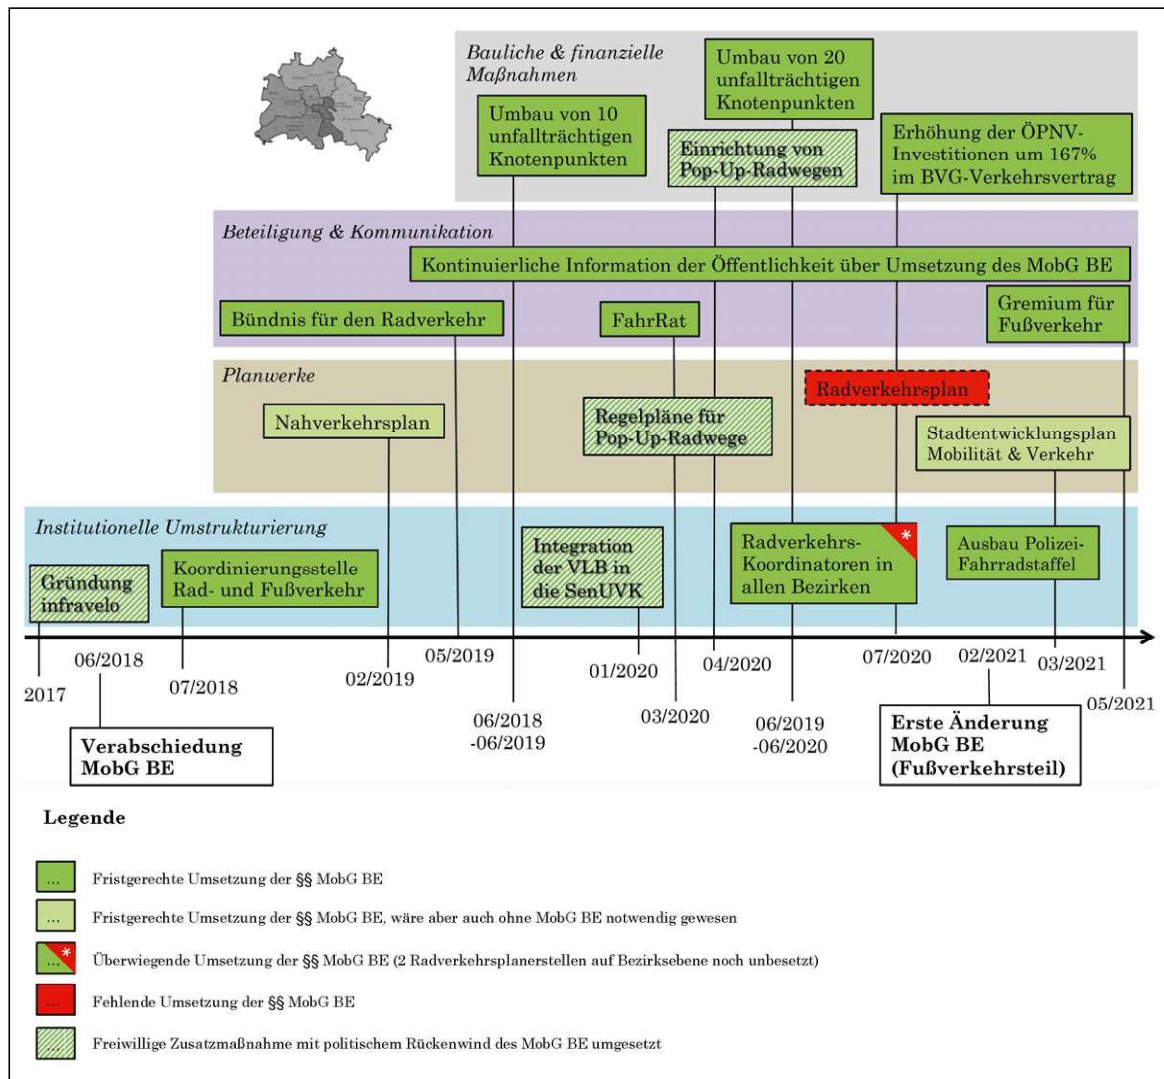 Bauliche & finanzielle
Maßnahmen
Umbau von 10
unfallträchtigen
Knotenpunkten
Umbau von 20
unfallträchtigen
Knotenpunkten
Einrichtung von
Pop-Up-Radwegen
Erhöhung der ÖPNV-
Investitionen um 167%
im BVG-Verkehrsvertrag
Beteiligung & Kommunikation
Kontinuierliche Information der Öffentlichkeit über Umsetzung des MobG BE
Bündnis für den Radverkehr
FahrRat
Gremium für
Fußverkehr
Planwerke
Nahverkehrsplan
Regelpläne für
Pop-Up-Radwege
Radverkehrsplan
Stadtentwicklungsplan
Mobilität & Verkehr
Institutionelle Umstrukturierung
Gründung
infravelo
Koordinierungsstelle
Rad- und Fußverkehr
Integration
der VLB in
die SenUVK
Radverkehrs-
Koordinatoren in
allen Bezirken
*
Ausbau Polizei-
Fahrradstaffel
2017
06/2018
07/2018
02/2019
05/2019
06/2018
-06/2019
01/2020
03/2020
04/2020
06/2019
-06/2020
07/2020
02/2021
03/2021
05/2021
Verabschiedung
MobG BE
Erste Änderung
MobG BE
(Fußverkehrsteil)
Legende
... Fristgerechte Umsetzung der §§ MobG BE
... Fristgerechte Umsetzung der §§ MobG BE, wäre aber auch ohne MobG BE notwendig gewesen
... * Überwiegende Umsetzung der §§ MobG BE (2 Radverkehrsplanerstellen auf Bezirksebene noch unbesetzt)
... Fehlende Umsetzung der §§ MobG BE
... Freiwillige Zusatzmaßnahme mit politischem Rückenwind des MobG BE umgesetzt